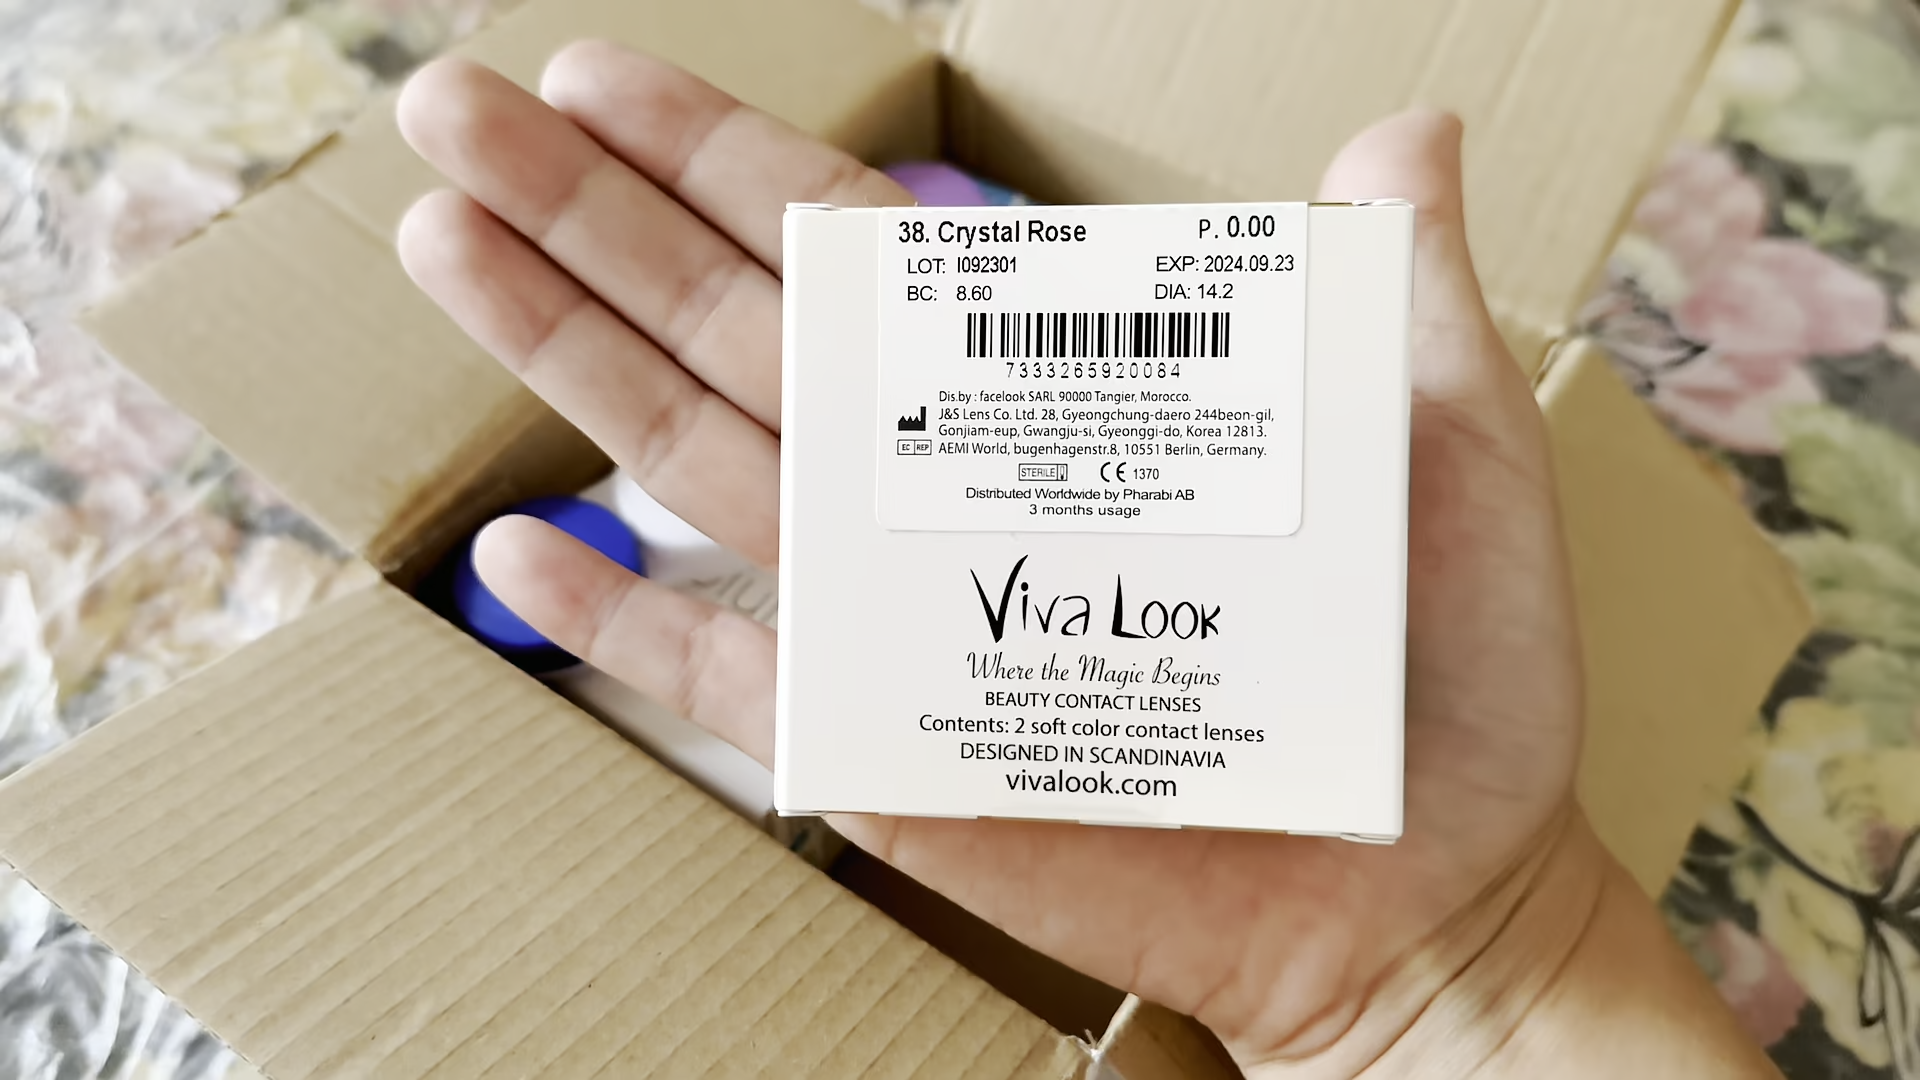 38. Crystal Rose P. 0.00
LOT: I092301 EXP: 2024.09.23
BC: 8.60 DIA: 14.2
7333265920084
Dis.by : facelook SARL 90000 Tangier, Morocco.
J&S Lens Co. Ltd. 28, Gyeongchung-daero 244beon-gil,
Gonjiam-eup, Gwangju-si, Gyeonggi-do, Korea 12813.
EC REP AEMI World, bugenhagenstr.8, 10551 Berlin, Germany.
STERILE CE 1370
Distributed Worldwide by Pharabi AB
3 months usage
Viva Look
Where the Magic Begins
BEAUTY CONTACT LENSES
Contents: 2 soft color contact lenses
DESIGNED IN SCANDINAVIA
vivalook.com